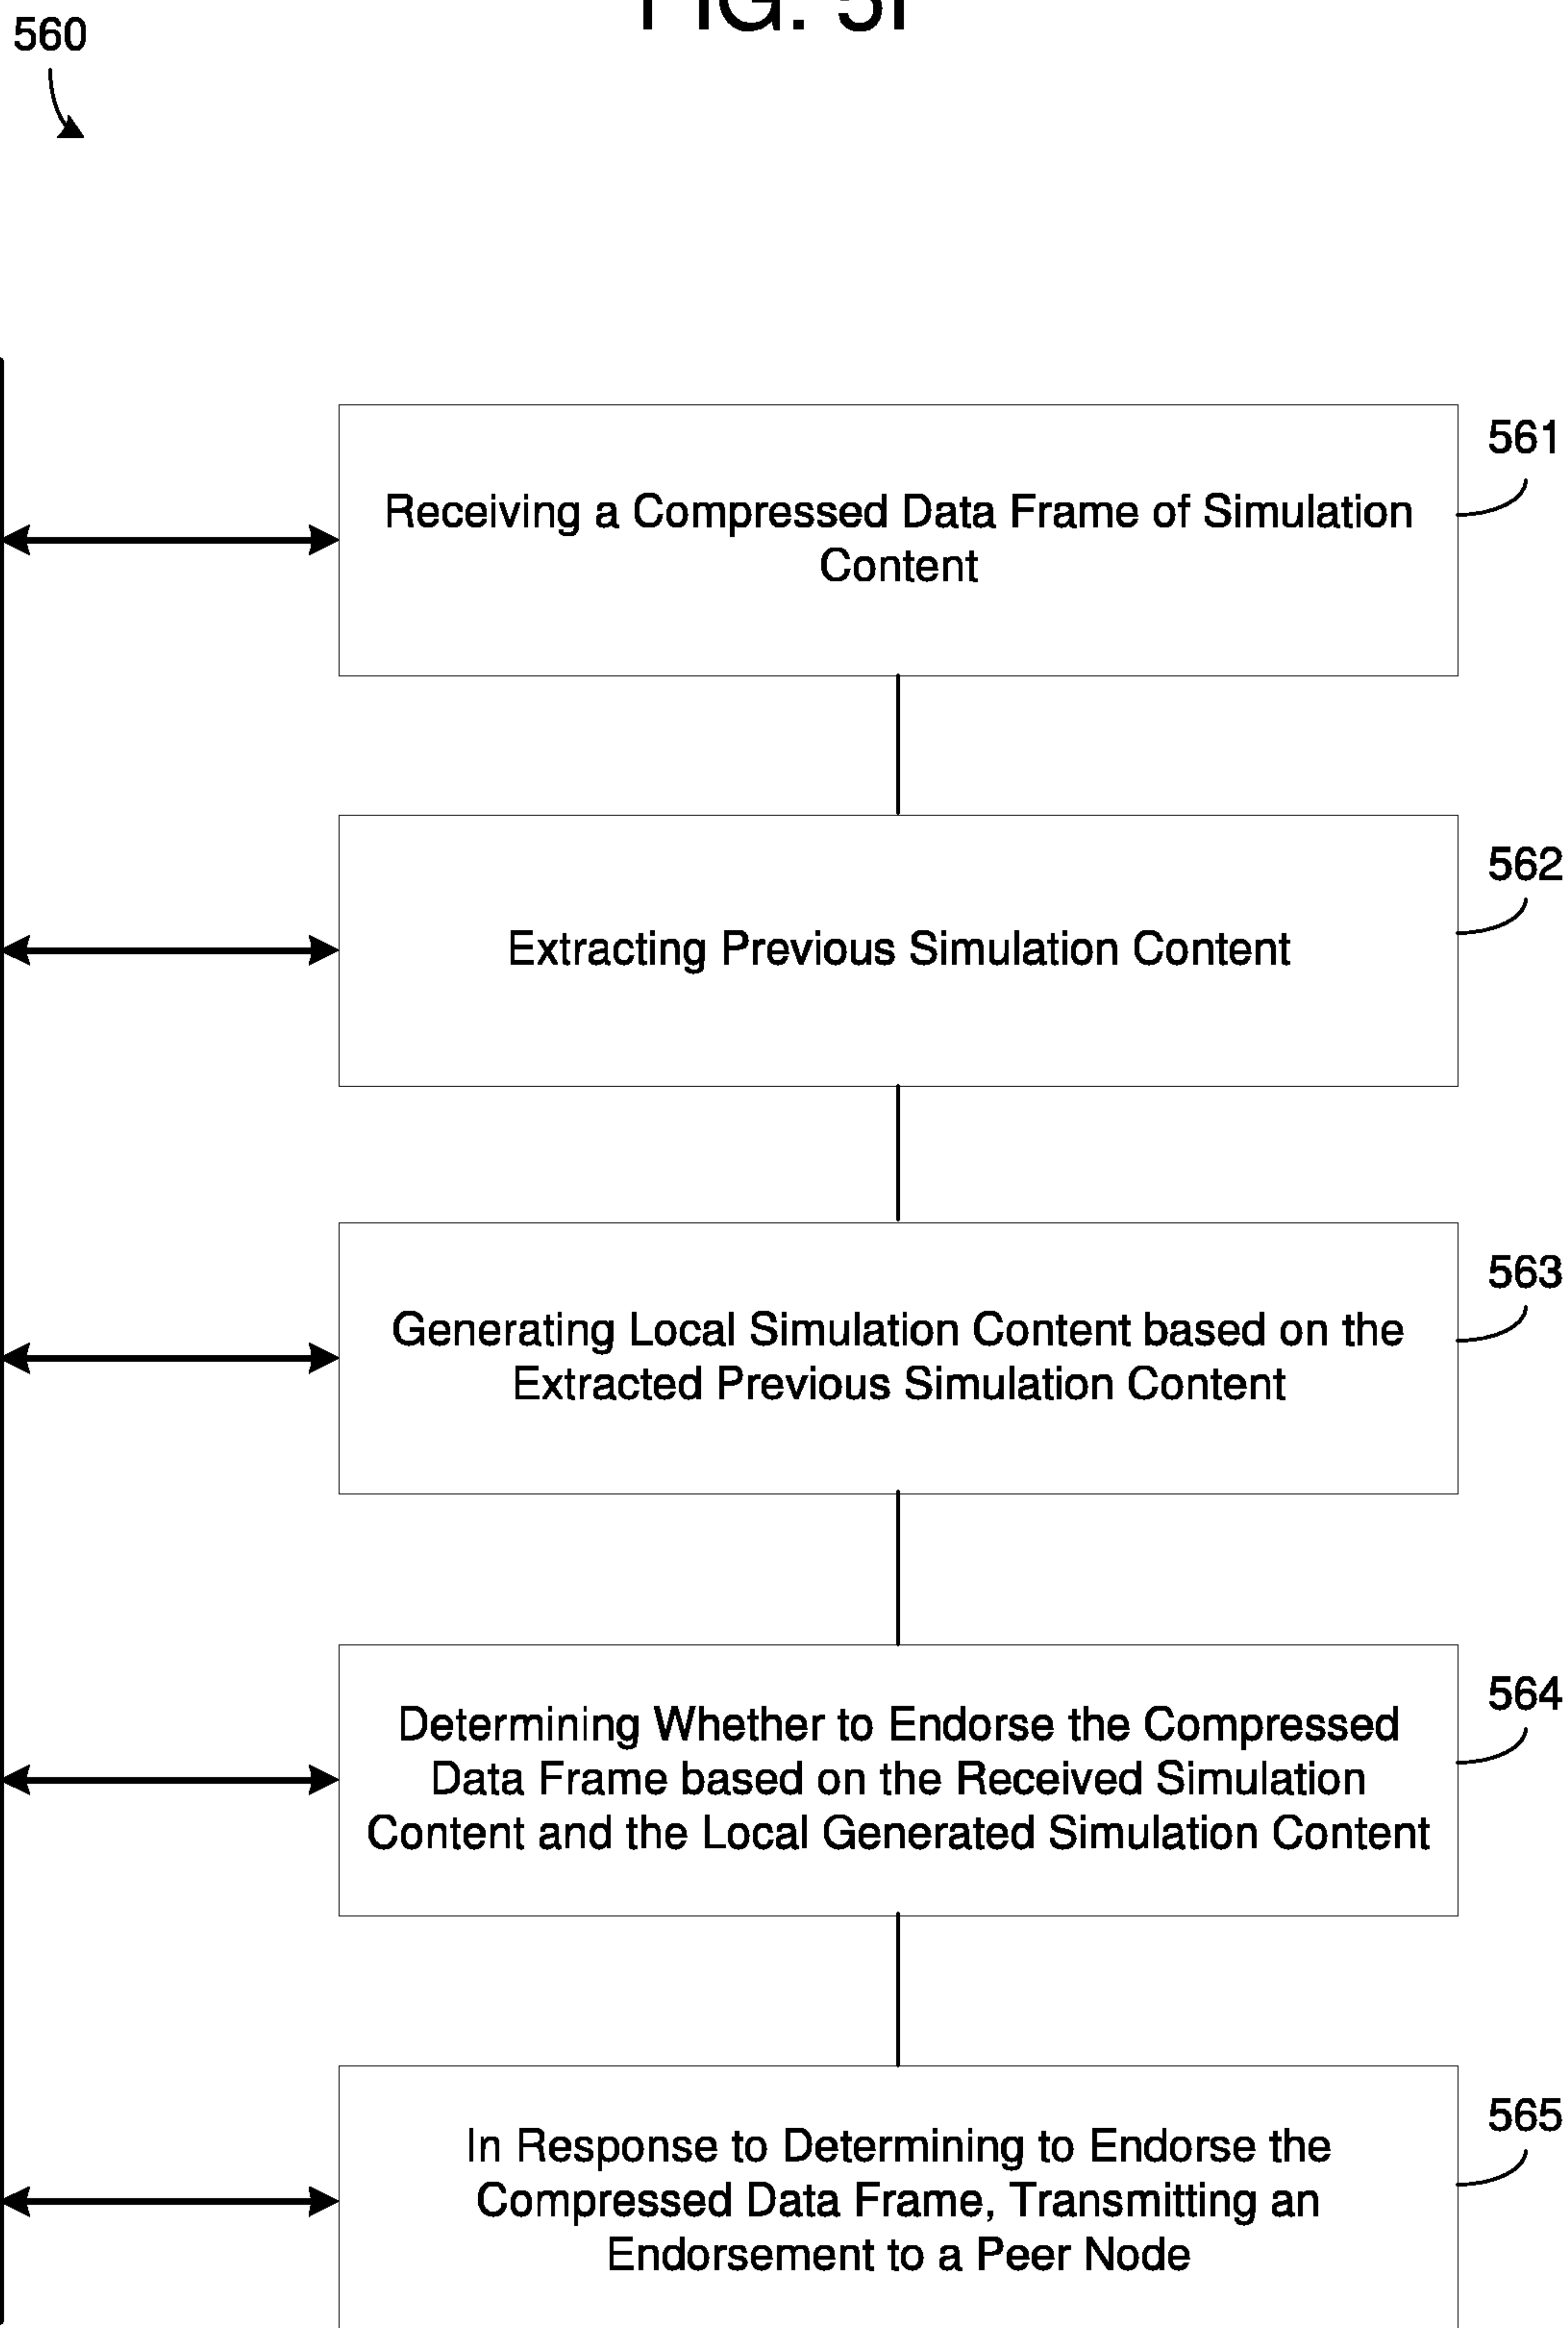 FIG.
560
561
Receiving a Compressed Data Frame of Simulation
Content
562
Extracting Previous Simulation Content
563
Generating Local Simulation Content based on the
Extracted Previous Simulation Content
564
Determining Whether to Endorse the Compressed
Data Frame based on the Received Simulation
Content and the Local Generated Simulation Content
565
In Response to Determining to Endorse the
Compressed Data Frame, Transmitting an
Endorsement to a Peer Node